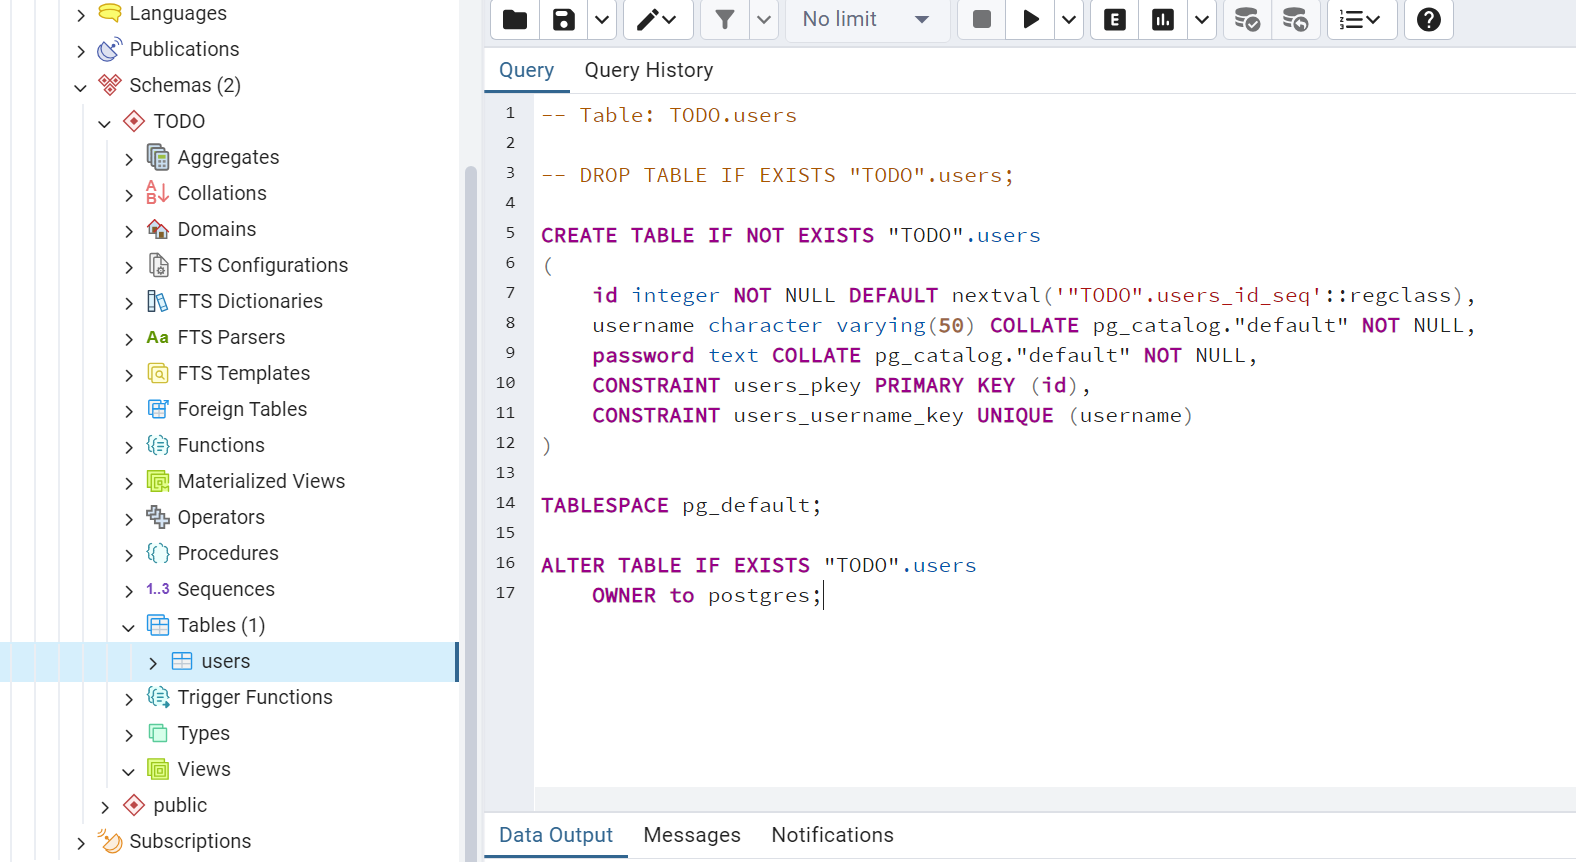 Languages
Publications
Schemas (2)
TODO
Aggregates
Collations
Domains
FTS Configurations
FTS Dictionaries
Aa FTS Parsers
FTS Templates
Foreign Tables
Functions
Materialized Views
Operators
Procedures
1..3 Sequences
Tables (1)
users
Trigger Functions
Types
Views
public
Subscriptions
No limit
E
Query Query History
1 -- Table: TODO.users
2
3 -- DROP TABLE IF EXISTS "TODO".users;
4
5 CREATE TABLE IF NOT EXISTS "TODO".users
6 (
7 id integer NOT NULL DEFAULT nextval('"TODO".users_id_seq'::regclass),
8 username character varying(50) COLLATE pg_catalog."default" NOT NULL,
9 password text COLLATE pg_catalog."default" NOT NULL,
10 CONSTRAINT users_pkey PRIMARY KEY (id),
11 CONSTRAINT users_username_key UNIQUE (username)
12 )
13
14 TABLESPACE pg_default;
15
16 ALTER TABLE IF EXISTS "TODO".users
17 OWNER to postgres;
Data Output Messages Notifications